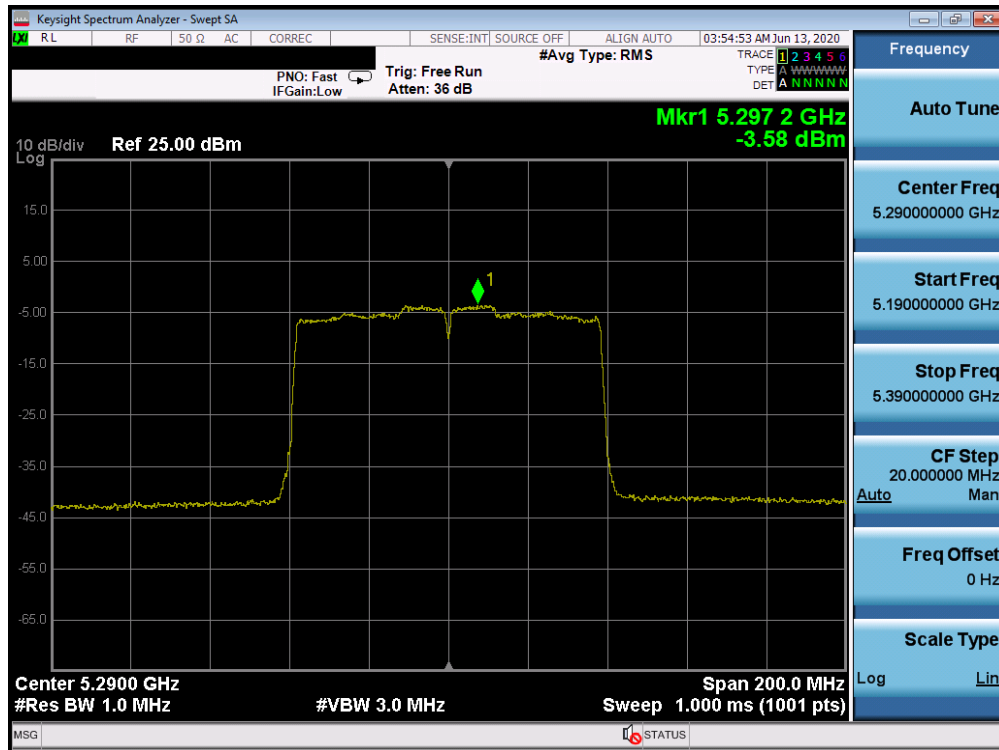 Keysight Spectrum Analyzer - Swept SA
LXI RL RF 50 Ω AC CORREC SENSE:INT SOURCE OFF ALIGN AUTO 03:54:53 AM Jun 13, 2020
#Avg Type: RMS
TRACE 1 2 3 4 5 6
TYPE A WWWWW
DET A N N N N N
PNO: Fast
IFGain:Low
Trig: Free Run
Atten: 36 dB
Mkr1 5.297 2 GHz
-3.58 dBm
10 dB/div Ref 25.00 dBm
Log
1
15.0
5.00
-5.00
-15.0
-25.0
-35.0
-45.0
-55.0
-65.0
Center 5.2900 GHz
Span 200.0 MHz
#Res BW 1.0 MHz
#VBW 3.0 MHz
Sweep 1.000 ms (1001 pts)
MSG
STATUS
Frequency
Auto Tune
Center Freq
5.290000000 GHz
Start Freq
5.190000000 GHz
Stop Freq
5.390000000 GHz
CF Step
20.000000 MHz
Auto Man
Freq Offset
0 Hz
Scale Type
Log Lin